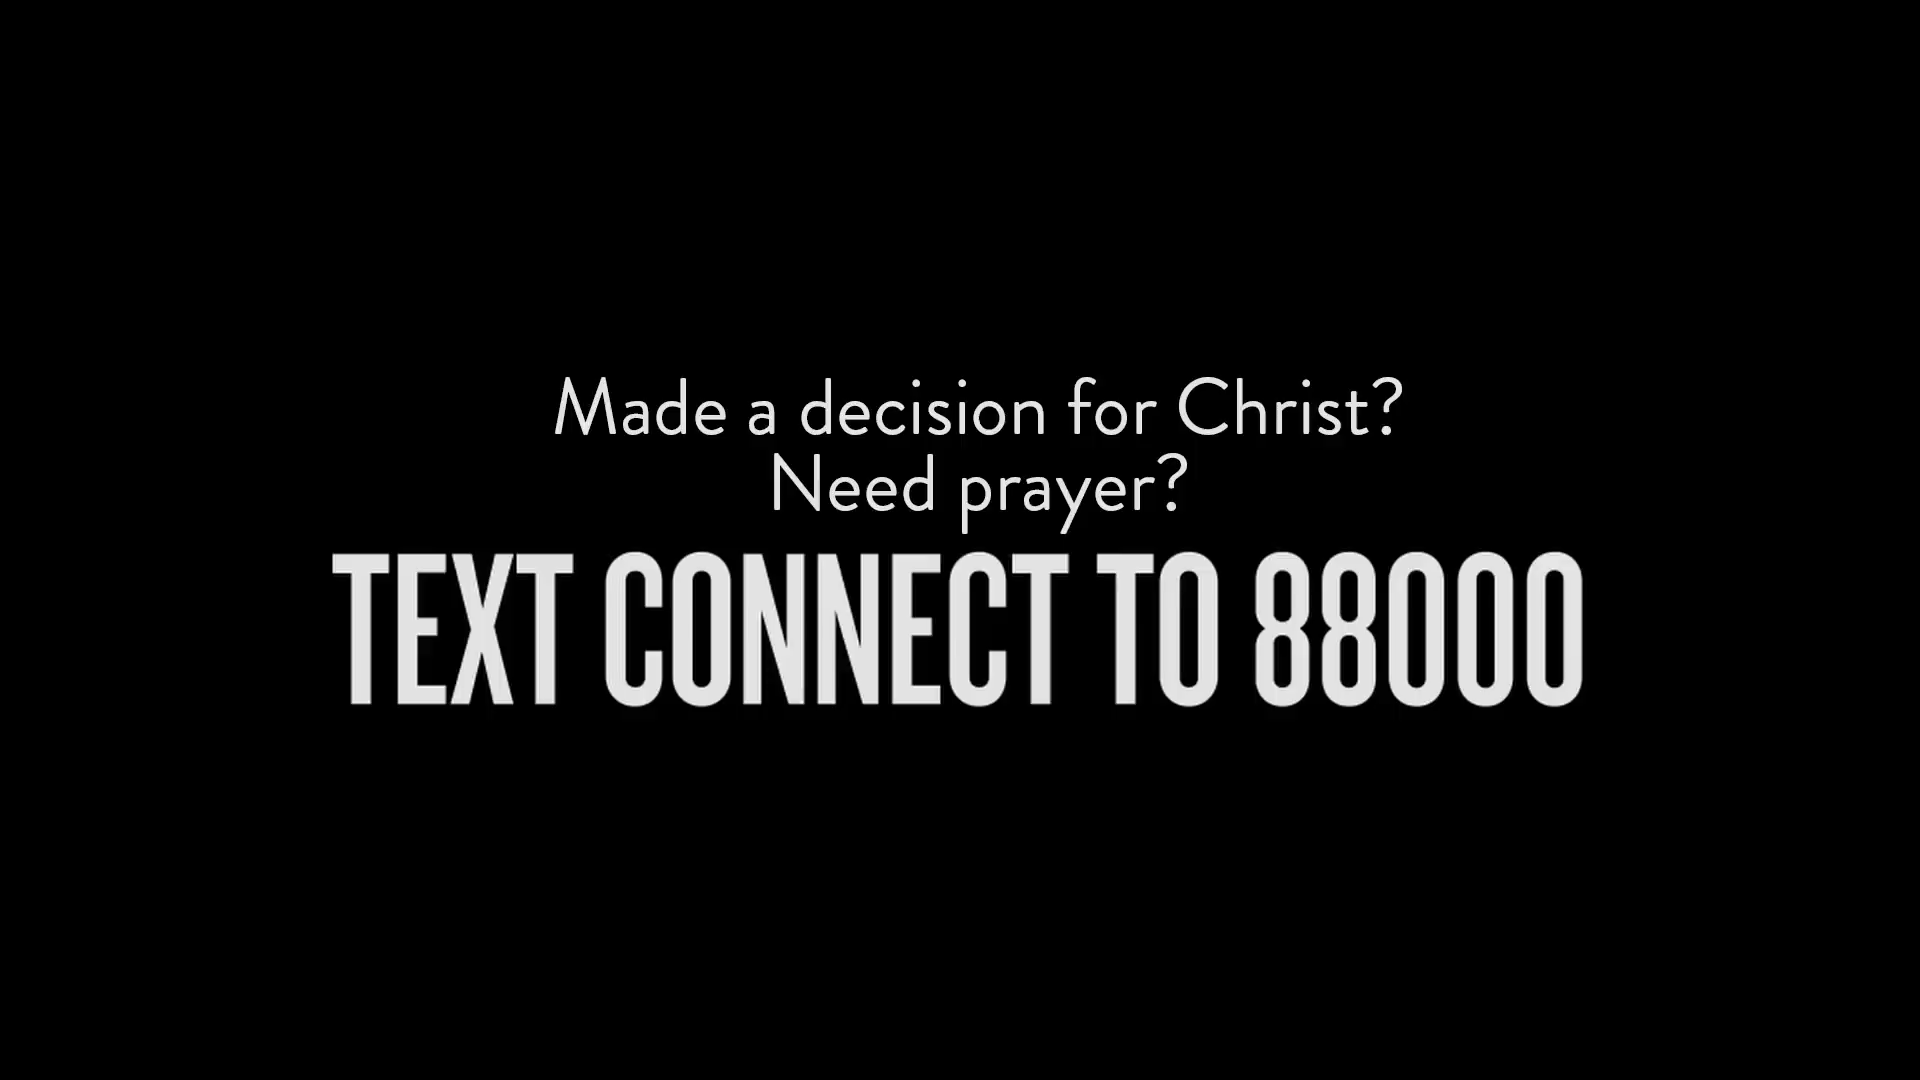 Made a decision for Christ?
Need prayer?
TEXT CONNECT TO 88000